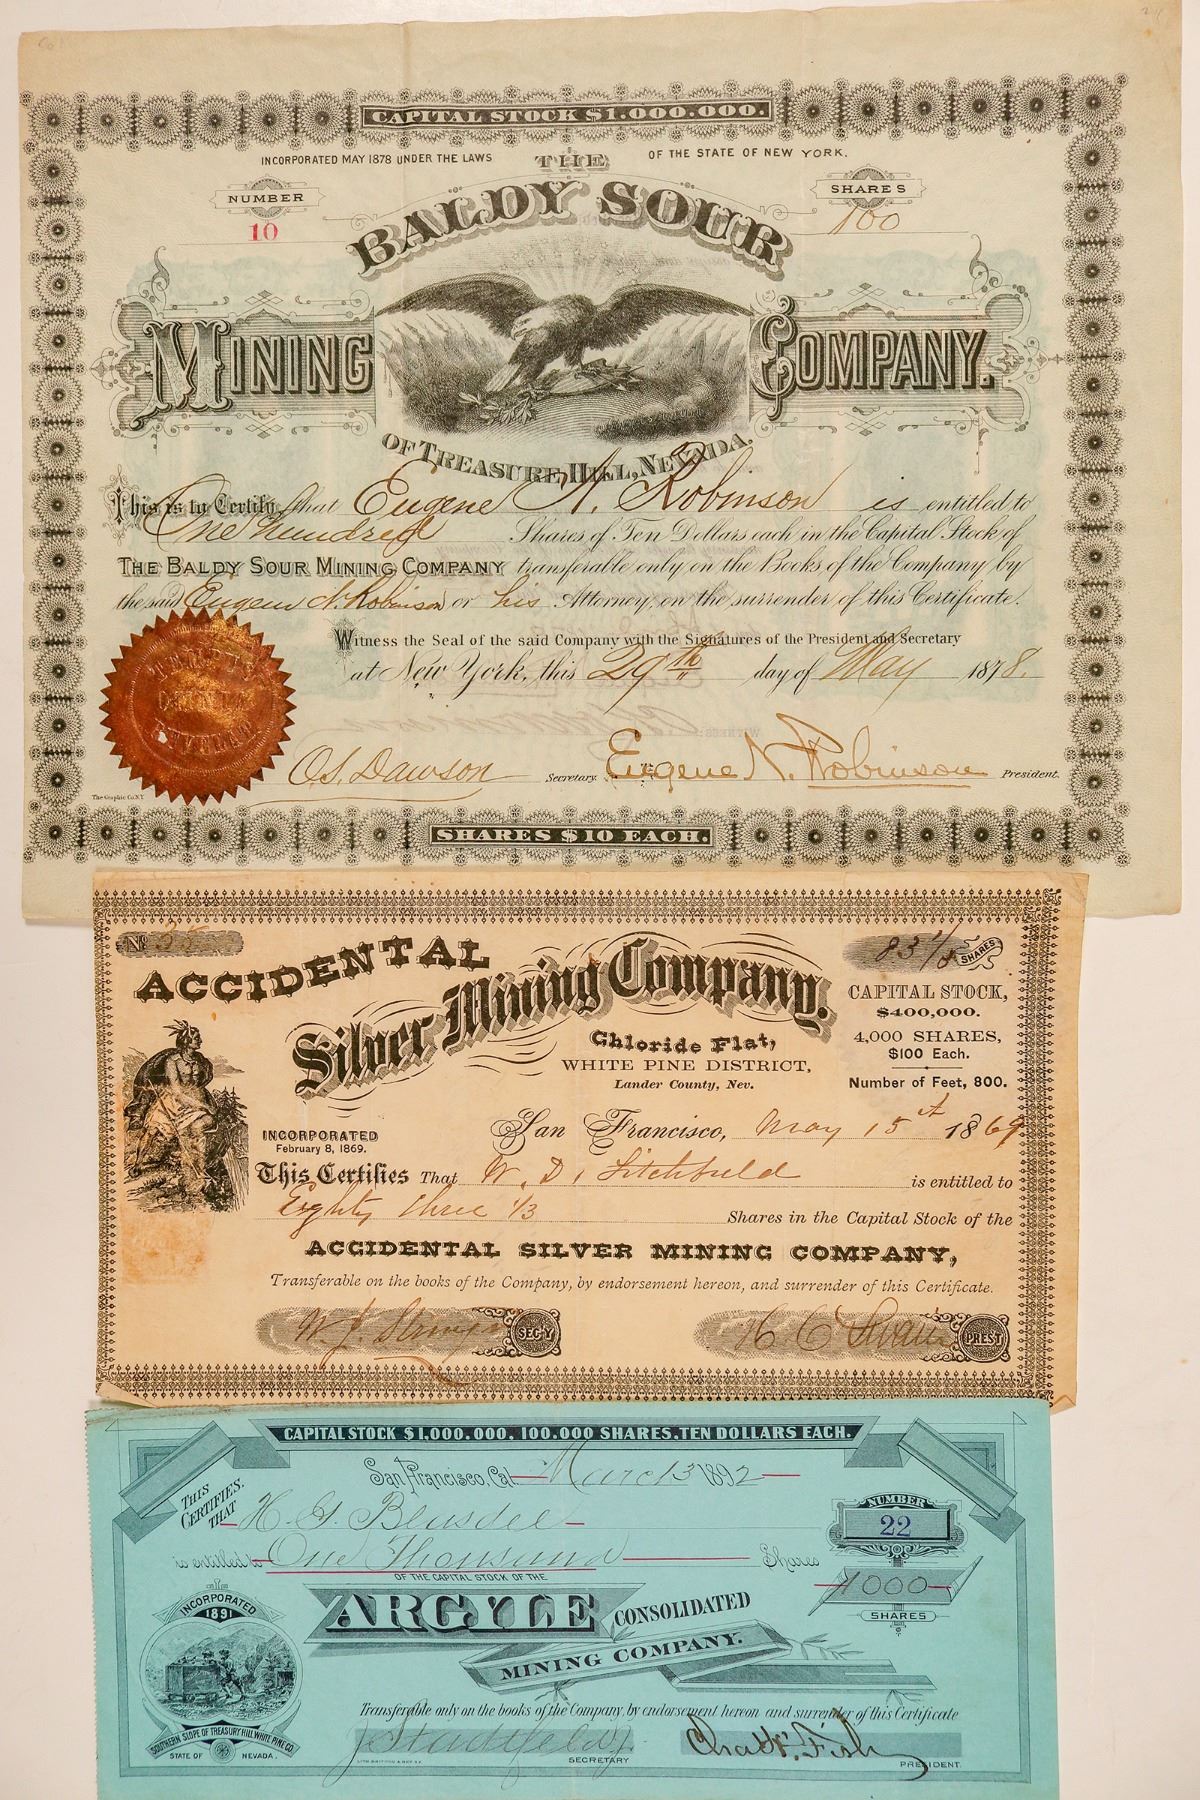 CAPITAL STOCK $1.000.000.
INCORPORATED MAY 1878 UNDER THE LAWS OF THE STATE OF NEW YORK.
NUMBER
10
SHARES
100
THE
BALDY SOUR
MINING COMPANY.
OF TREASURE HILL, NEVADA.
This is to Certify that Eugene N. Robinson is entitled to
One hundred Shares of Ten Dollars each in the Capital Stock of
THE BALDY SOUR MINING COMPANY transferable only on the Books of the Company by
the said Eugene N. Robinson or his Attorney, on the surrender of this Certificate.
Witness the Seal of the said Company with the Signatures of the President and Secretary
at New York, this 29th day of May 1878.
O.S. Dawson Secretary. Eugene N. Robinson President.
The Graphic Co. N.Y.
SHARES $10 EACH.
No
83 1/3 SHARES
ACCIDENTAL
Silver Mining Company.
Chloride Flat,
WHITE PINE DISTRICT,
Lander County, Nev.
CAPITAL STOCK,
$400,000.
4,000 SHARES,
$100 Each.
Number of Feet, 800.
San Francisco, May 15th 1869
INCORPORATED
February 8, 1869.
This Certifies That W. D. Litchfield is entitled to
Eighty three 1/3 Shares in the Capital Stock of the
ACCIDENTAL SILVER MINING COMPANY,
Transferable on the books of the Company, by endorsement hereon, and surrender of this Certificate.
W. J. SEC'Y H. C. PREST
CAPITAL STOCK $1,000,000, 100,000 SHARES, TEN DOLLARS EACH.
San Francisco, Cal. March 3 1892
THIS CERTIFIES THAT
H. G. Blasdel
NUMBER
22
is entitled to One Thousand Shares
1000
SHARES
OF THE CAPITAL STOCK OF THE
ARGYLE CONSOLIDATED
MINING COMPANY.
INCORPORATED
1891
SOUTHERN SLOPE OF TREASURY HILL WHITE PINE CO
STATE OF NEVADA.
Transferable only on the books of the Company, by endorsement hereon and surrender of this Certificate
SECRETARY
Chas. H. Fish
PRESIDENT